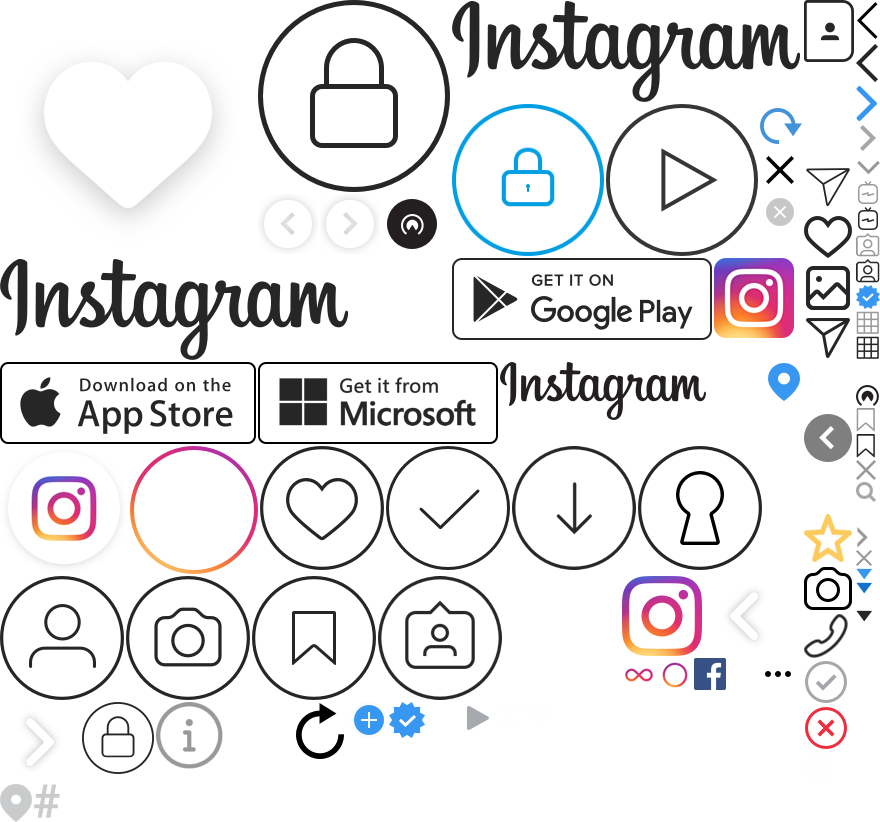 Instagram
GET IT ON
Google Play
Instagram
Download on the
App Store
Get it from
Microsoft
Instagram
f
i
#